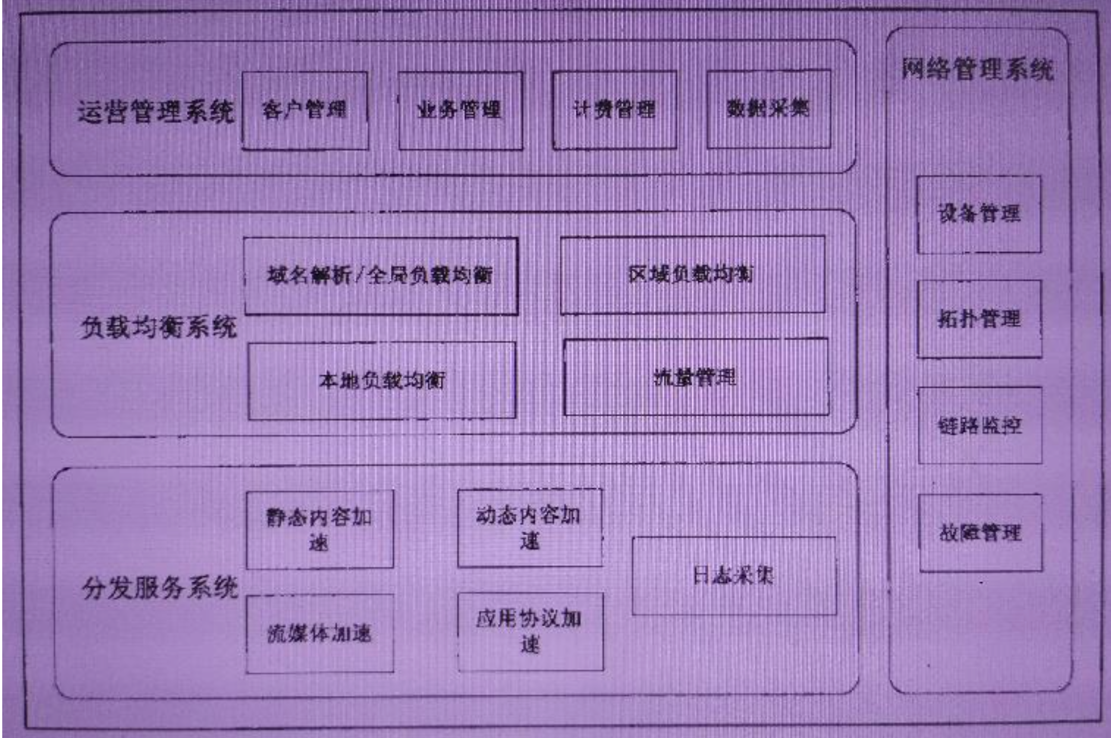 运营管理系统
客户管理
业务管理
计费管理
数据采集
负载均衡系统
域名解析/全局负载均衡
区域负载均衡
本地负载均衡
流量管理
分发服务系统
静态内容加
速
动态内容加
速
流媒体加速
应用协议加
速
日志采集
网络管理系统
设备管理
拓扑管理
链路监控
故障管理